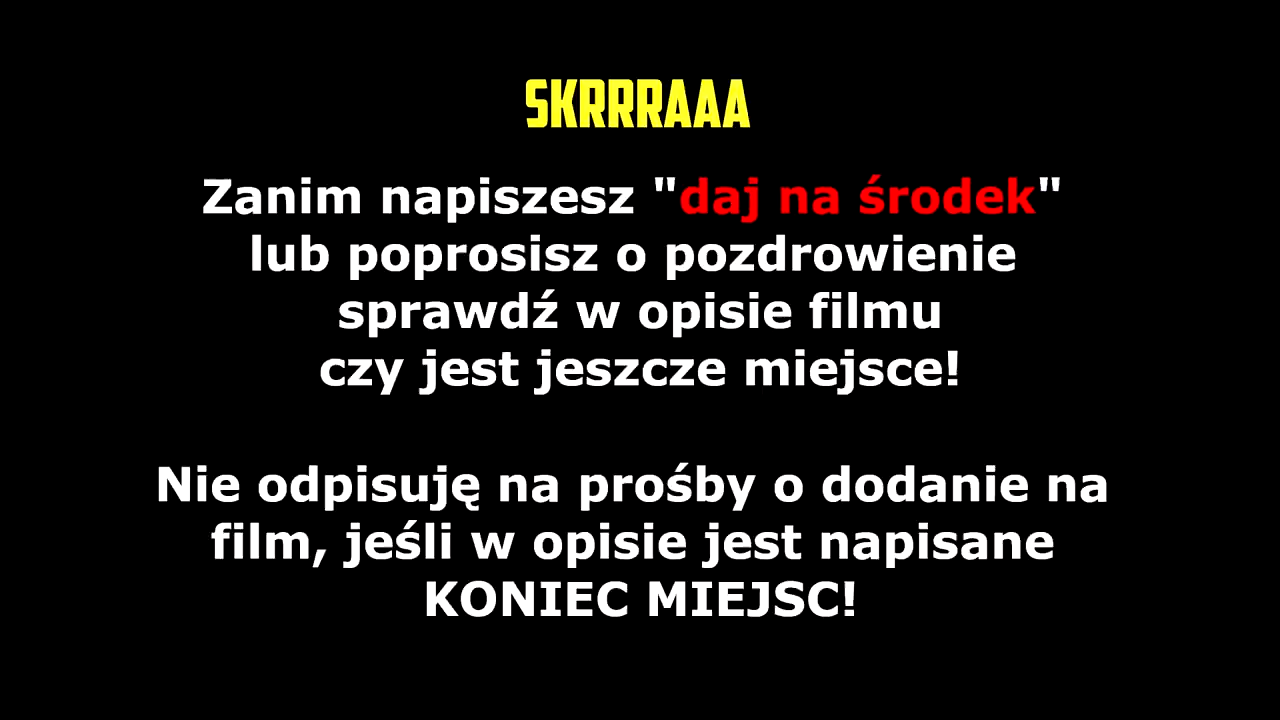 SKRRRAAA
Zanim napiszesz "daj na środek"
lub poprosisz o pozdrowienie
sprawdź w opisie filmu
czy jest jeszcze miejsce!
Nie odpisuję na prośby o dodanie na
film, jeśli w opisie jest napisane
KONIEC MIEJSC!